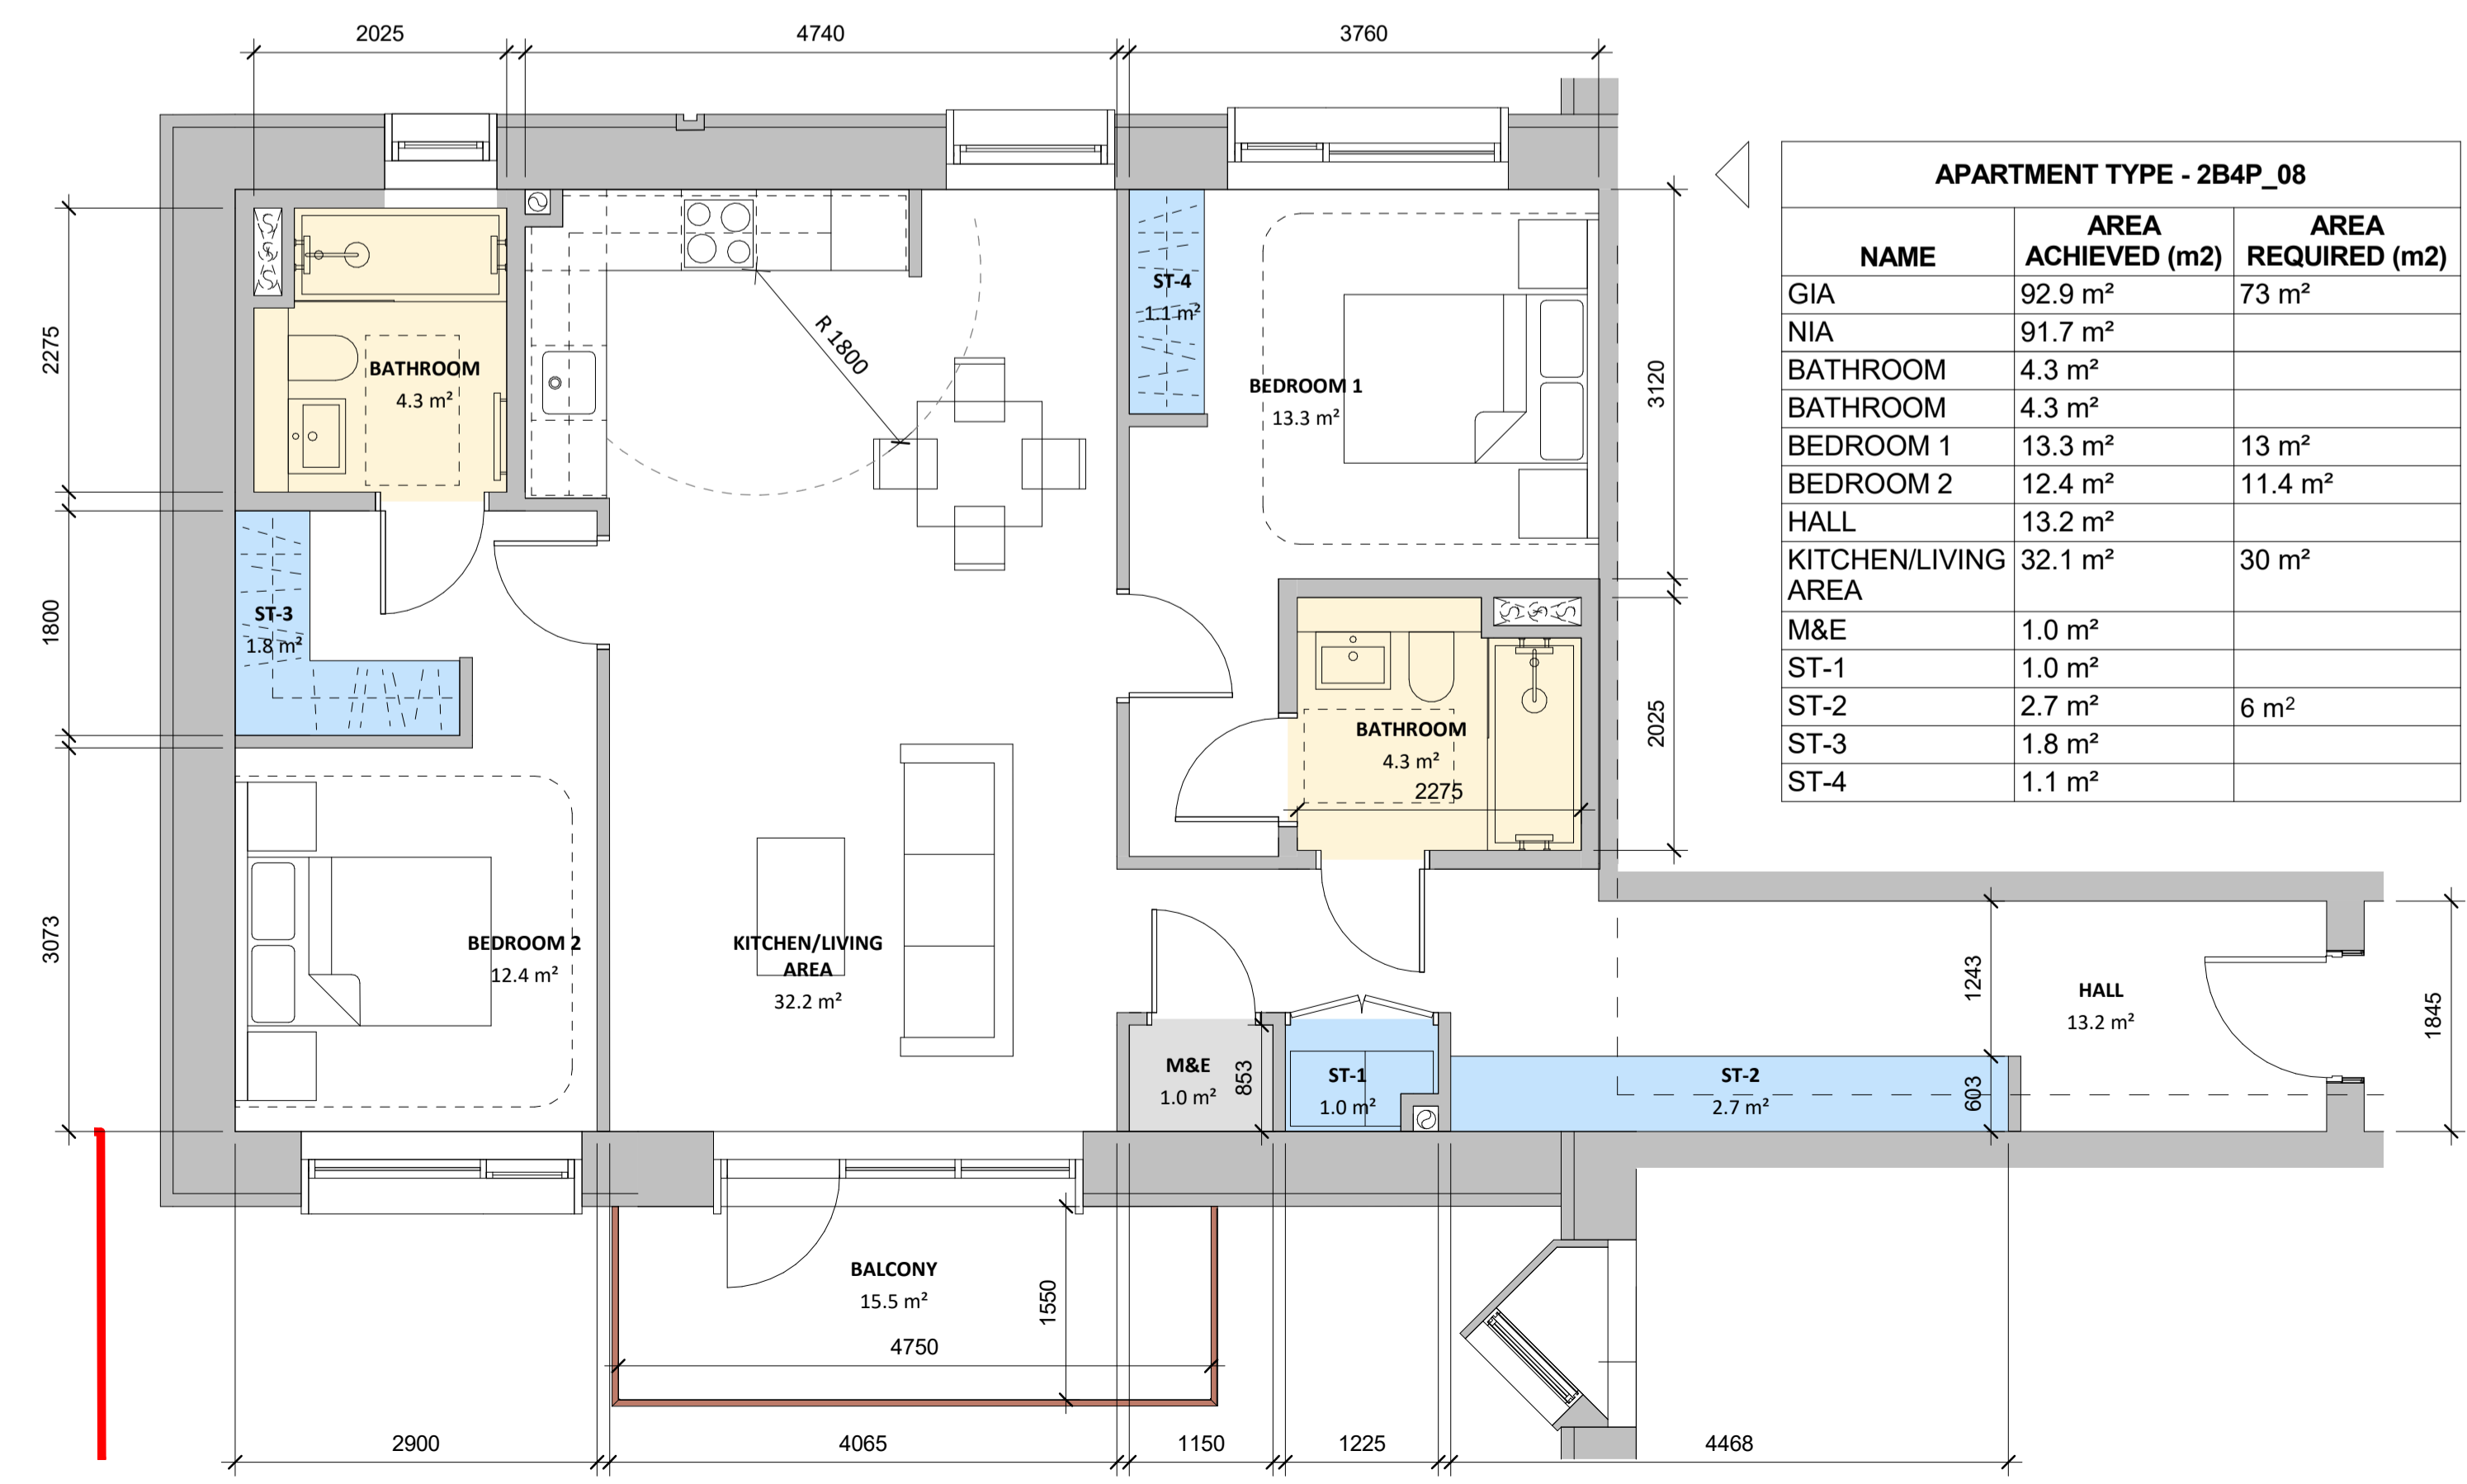 2025 4740 3760
APARTMENT TYPE - 2B4P_08
NAME AREA ACHIEVED (m2) AREA REQUIRED (m2)
GIA 92.9 m² 73 m²
NIA 91.7 m²
BATHROOM 4.3 m²
BATHROOM 4.3 m²
BEDROOM 1 13.3 m² 13 m²
BEDROOM 2 12.4 m² 11.4 m²
HALL 13.2 m²
KITCHEN/LIVING AREA 32.1 m² 30 m²
M&E 1.0 m²
ST-1 1.0 m²
ST-2 2.7 m² 6 m²
ST-3 1.8 m²
ST-4 1.1 m²
2275
BATHROOM
4.3 m²
R 1800
ST-4
1.1 m²
BEDROOM 1
13.3 m²
3120
1800
ST-3
1.8 m²
BATHROOM
4.3 m²
2275
2025
3073
BEDROOM 2
12.4 m²
KITCHEN/LIVING
AREA
32.2 m²
M&E
1.0 m²
853
ST-1
1.0 m²
ST-2
2.7 m²
1243
603
HALL
13.2 m²
1845
BALCONY
15.5 m²
4750
1550
2900 4065 1150 1225 4468